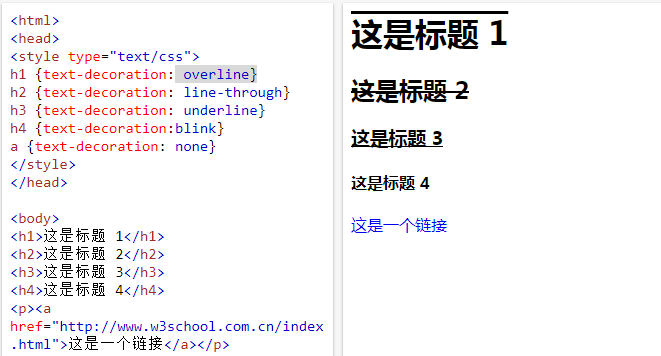 <html>
<head>
<style type="text/css">
h1 {text-decoration: overline}
h2 {text-decoration: line-through}
h3 {text-decoration: underline}
h4 {text-decoration:blink}
a {text-decoration: none}
</style>
</head>
<body>
<h1>这是标题 1</h1>
<h2>这是标题 2</h2>
<h3>这是标题 3</h3>
<h4>这是标题 4</h4>
<p><a
href="http://www.w3school.com.cn/index
.html">这是一个链接</a></p>
这是标题 1
这是标题 2
这是标题 3
这是标题 4
这是一个链接